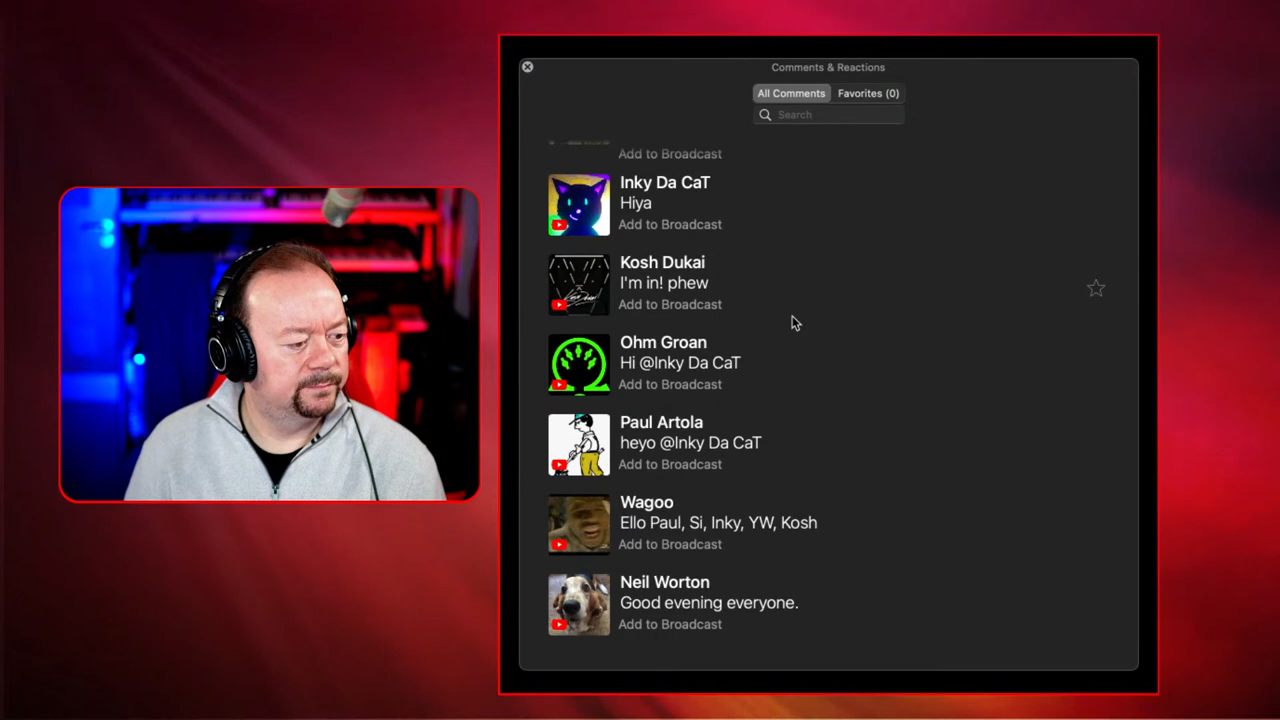 Comments & Reactions
All Comments Favorites (0)
Search
Add to Broadcast
Inky Da CaT
Hiya
Add to Broadcast
Kosh Dukai
I'm in! phew
Add to Broadcast
Ohm Groan
Hi @Inky Da CaT
Add to Broadcast
Paul Artola
heyo @Inky Da CaT
Add to Broadcast
Wagoo
Ello Paul, Si, Inky, YW, Kosh
Add to Broadcast
Neil Worton
Good evening everyone.
Add to Broadcast